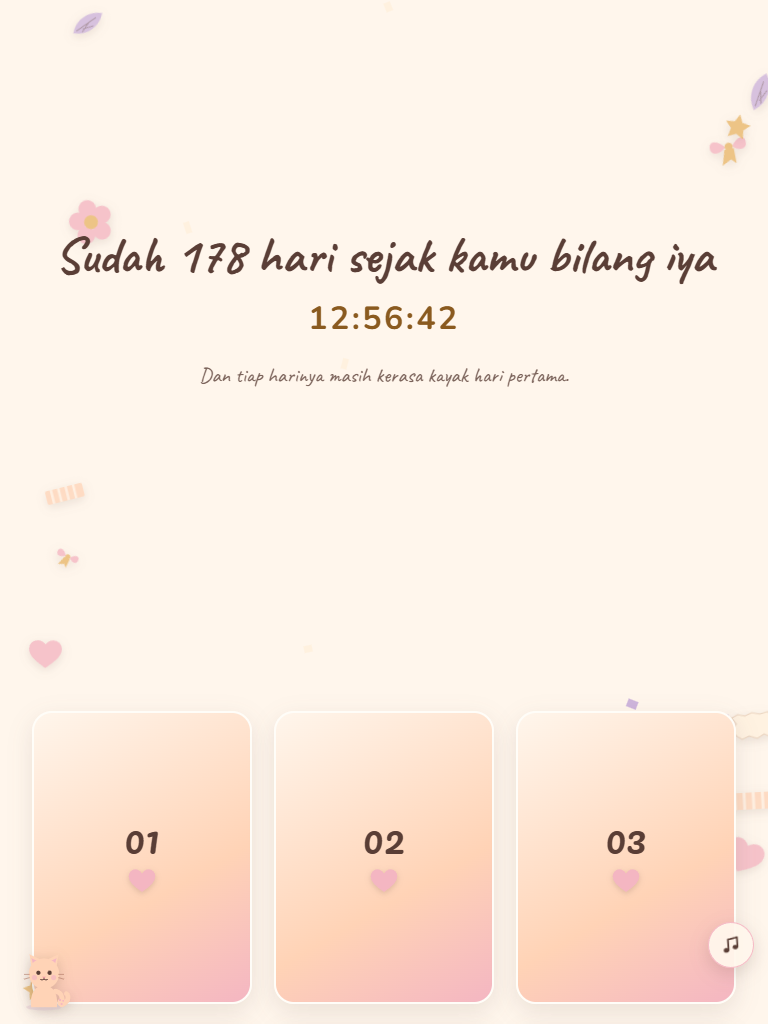 Sudah 178 hari sejak kamu bilang iya
12:56:42
Dan tiap harinya masih kerasa kayak hari pertama.
01
02
03